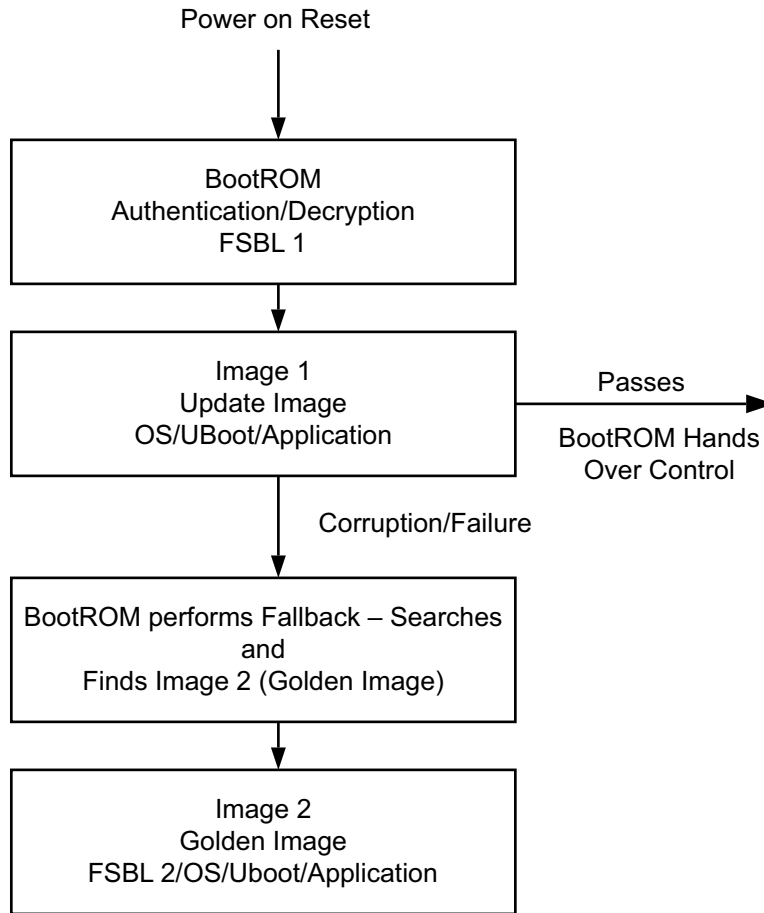 Power on Reset
BootROM
Authentication/Decryption
FSBL 1
Image 1
Update Image
OS/UBoot/Application
Passes
BootROM Hands
Over Control
Corruption/Failure
BootROM performs Fallback – Searches
and
Finds Image 2 (Golden Image)
Image 2
Golden Image
FSBL 2/OS/Uboot/Application